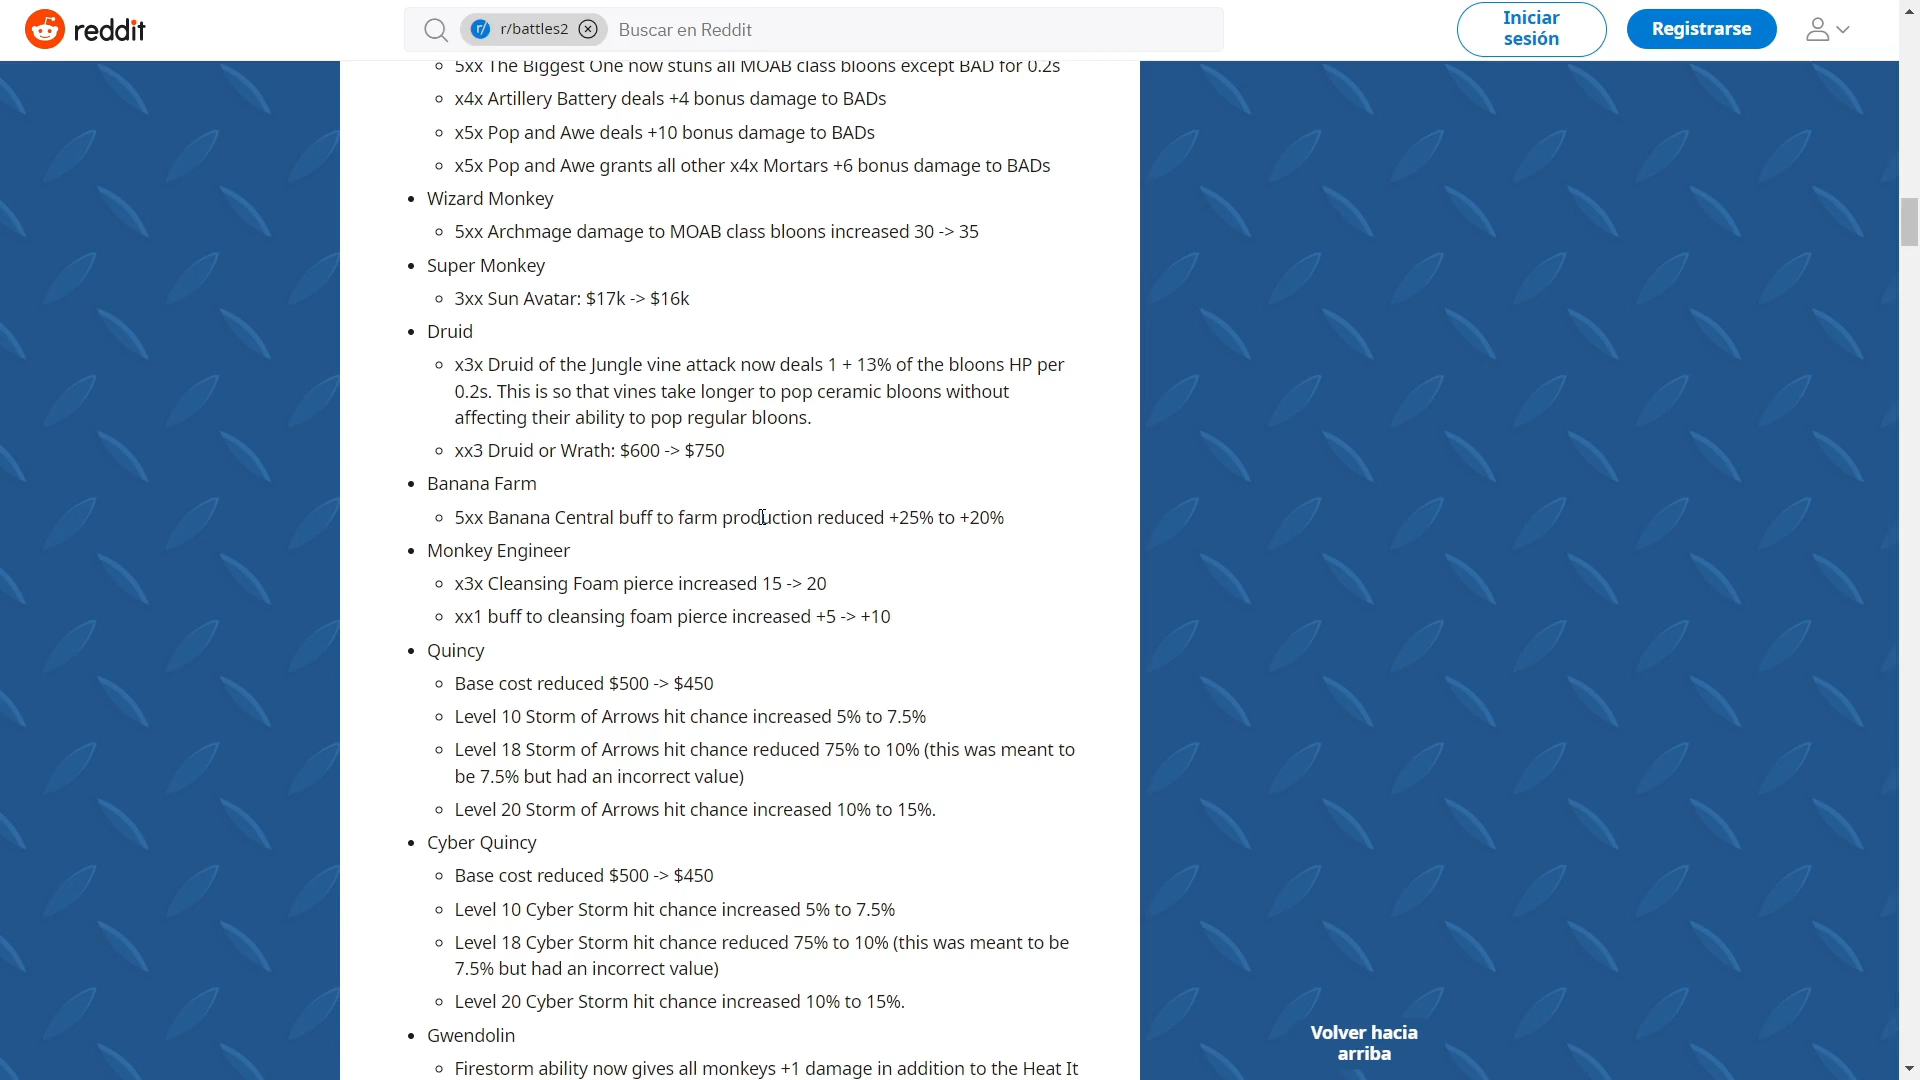 reddit
r/battles2
Buscar en Reddit
Iniciar
sesión
Registrarse
5xx The Biggest One now stuns all MOAB class bloons except BAD for 0.2s
x4x Artillery Battery deals +4 bonus damage to BADs
x5x Pop and Awe deals +10 bonus damage to BADs
x5x Pop and Awe grants all other x4x Mortars +6 bonus damage to BADs
Wizard Monkey
5xx Archmage damage to MOAB class bloons increased 30 -> 35
Super Monkey
3xx Sun Avatar: $17k -> $16k
Druid
x3x Druid of the Jungle vine attack now deals 1 + 13% of the bloons HP per
0.2s. This is so that vines take longer to pop ceramic bloons without
affecting their ability to pop regular bloons.
xx3 Druid or Wrath: $600 -> $750
Banana Farm
5xx Banana Central buff to farm production reduced +25% to +20%
Monkey Engineer
x3x Cleansing Foam pierce increased 15 -> 20
xx1 buff to cleansing foam pierce increased +5 -> +10
Quincy
Base cost reduced $500 -> $450
Level 10 Storm of Arrows hit chance increased 5% to 7.5%
Level 18 Storm of Arrows hit chance reduced 75% to 10% (this was meant to
be 7.5% but had an incorrect value)
Level 20 Storm of Arrows hit chance increased 10% to 15%.
Cyber Quincy
Base cost reduced $500 -> $450
Level 10 Cyber Storm hit chance increased 5% to 7.5%
Level 18 Cyber Storm hit chance reduced 75% to 10% (this was meant to be
7.5% but had an incorrect value)
Level 20 Cyber Storm hit chance increased 10% to 15%.
Gwendolin
Firestorm ability now gives all monkeys +1 damage in addition to the Heat It
Volver hacia
arriba